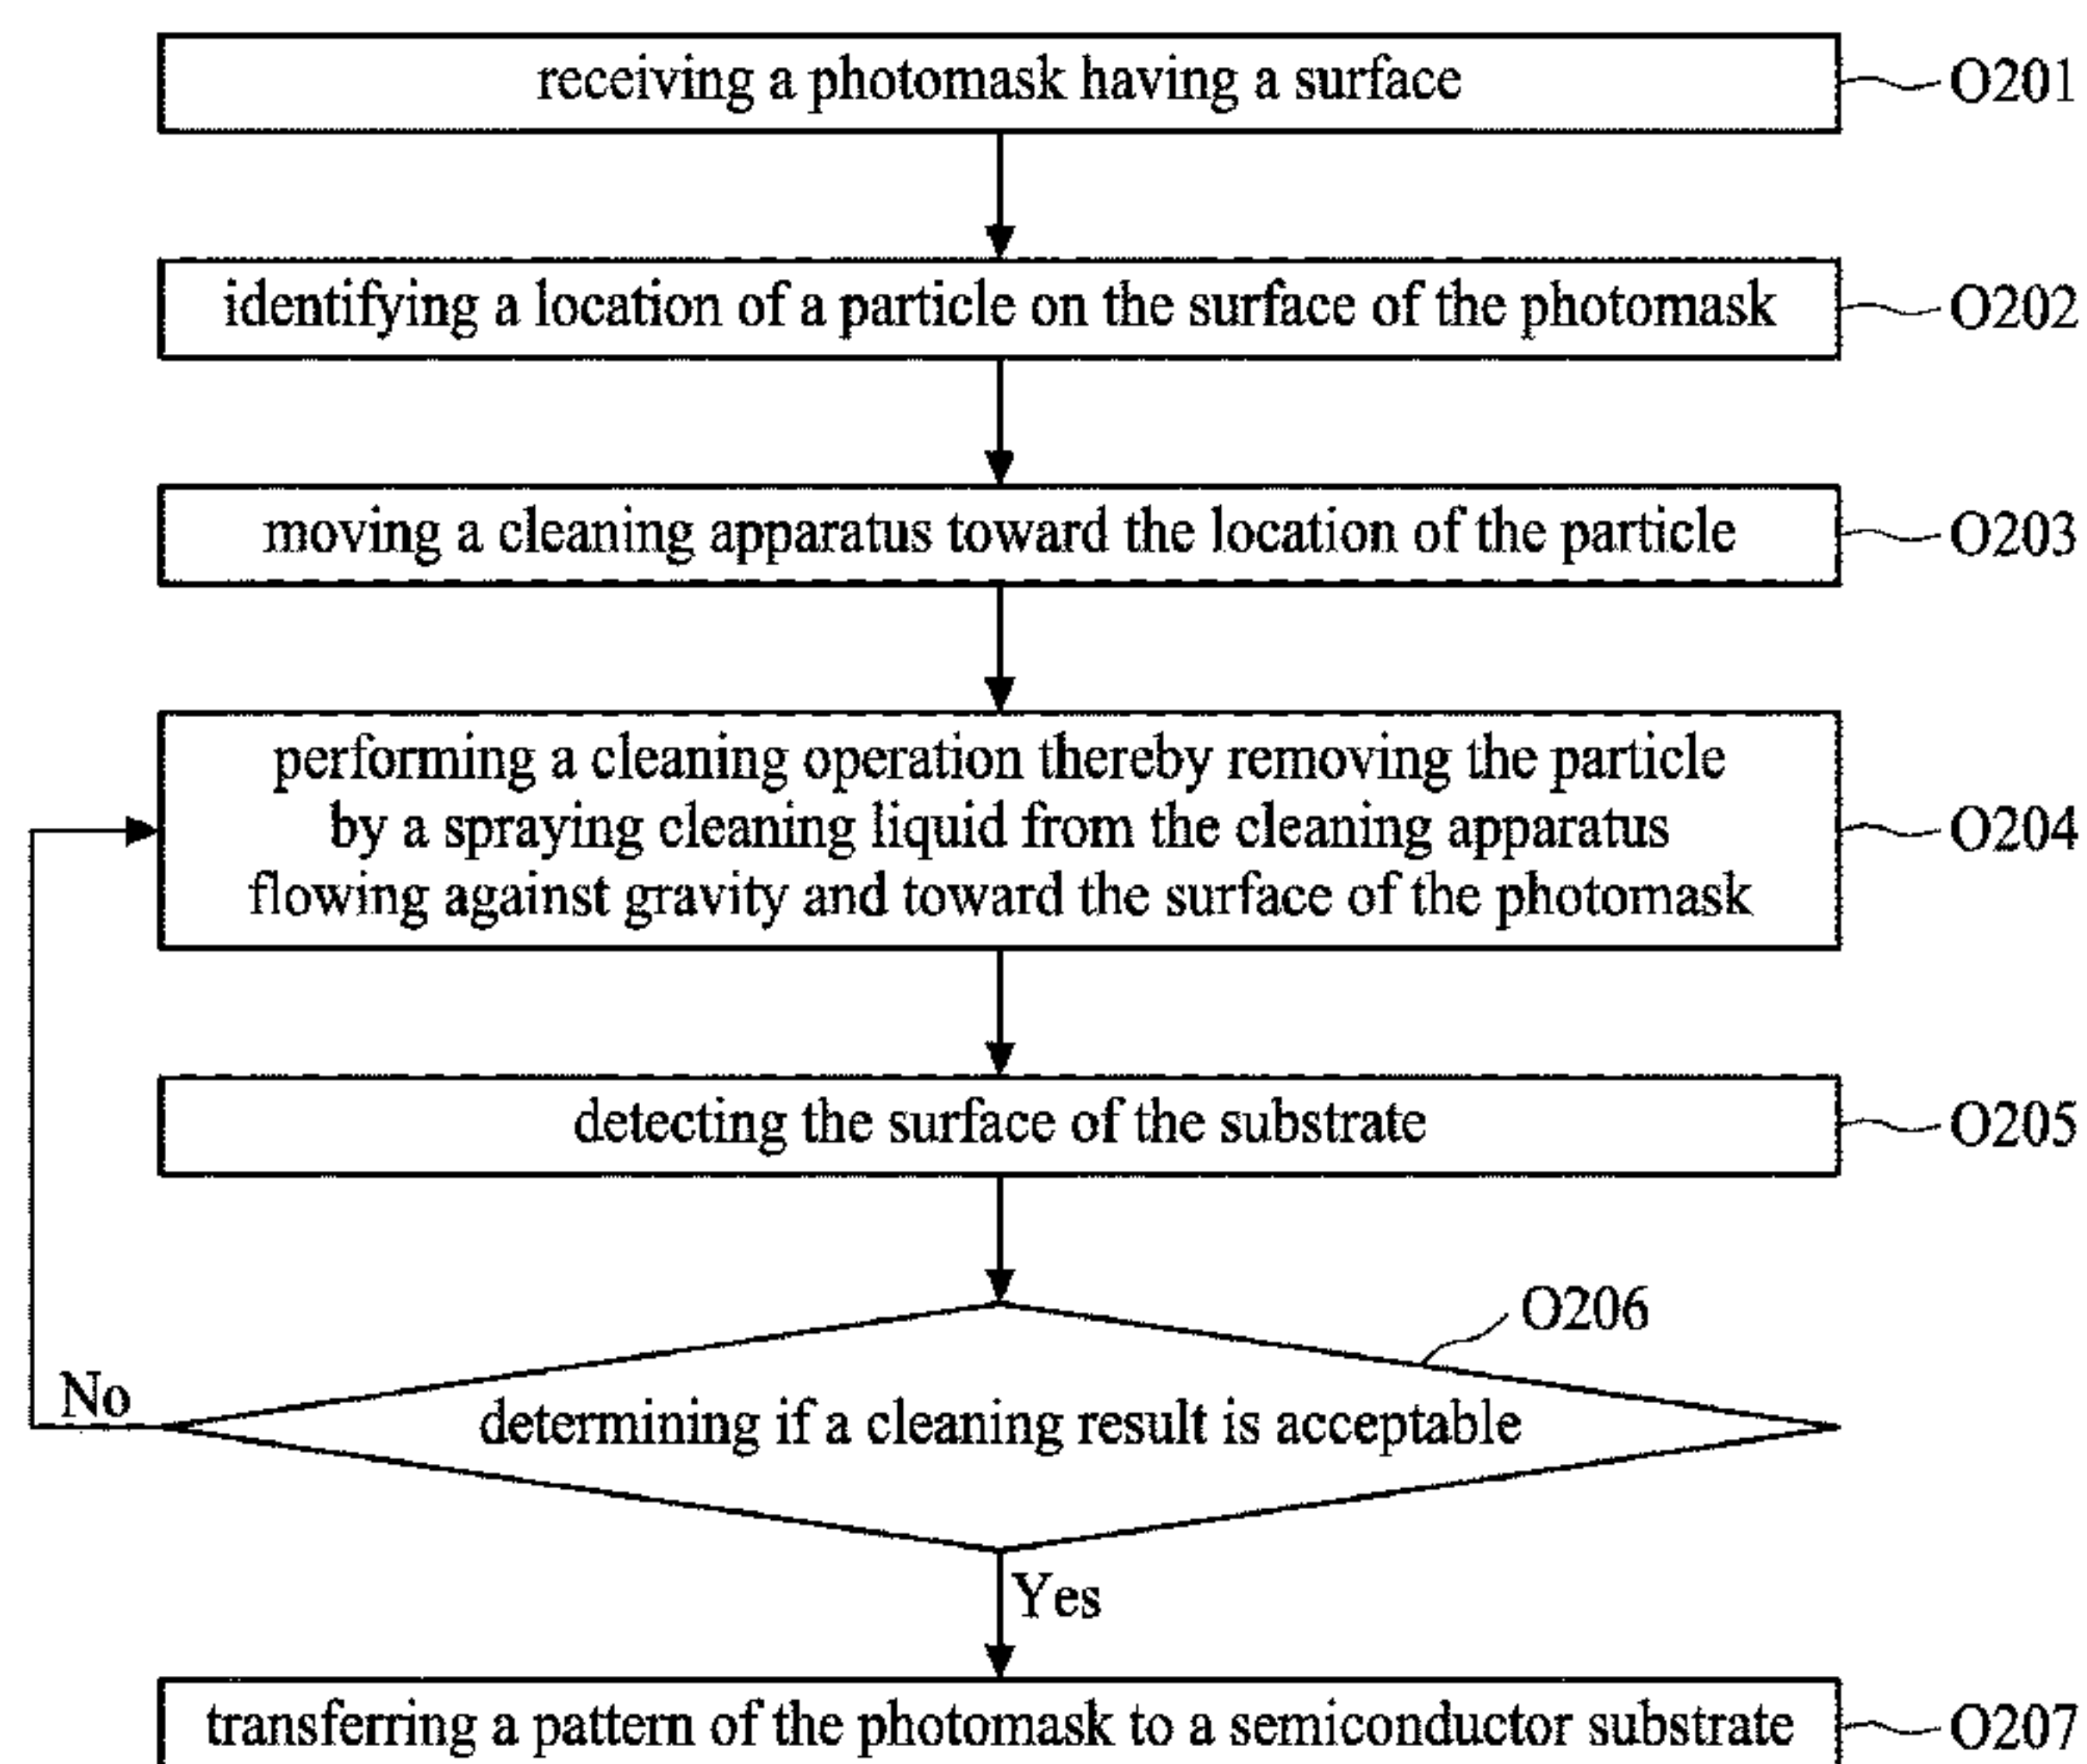 receiving a photomask having a surface
O201
identifying a location of a particle on the surface of the photomask
O202
moving a cleaning apparatus toward the location of the particle
O203
performing a cleaning operation thereby removing the particle
by a spraying cleaning liquid from the cleaning apparatus
flowing against gravity and toward the surface of the photomask
O204
detecting the surface of the substrate
O205
O206
determining if a cleaning result is acceptable
No
Yes
transferring a pattern of the photomask to a semiconductor substrate
O207